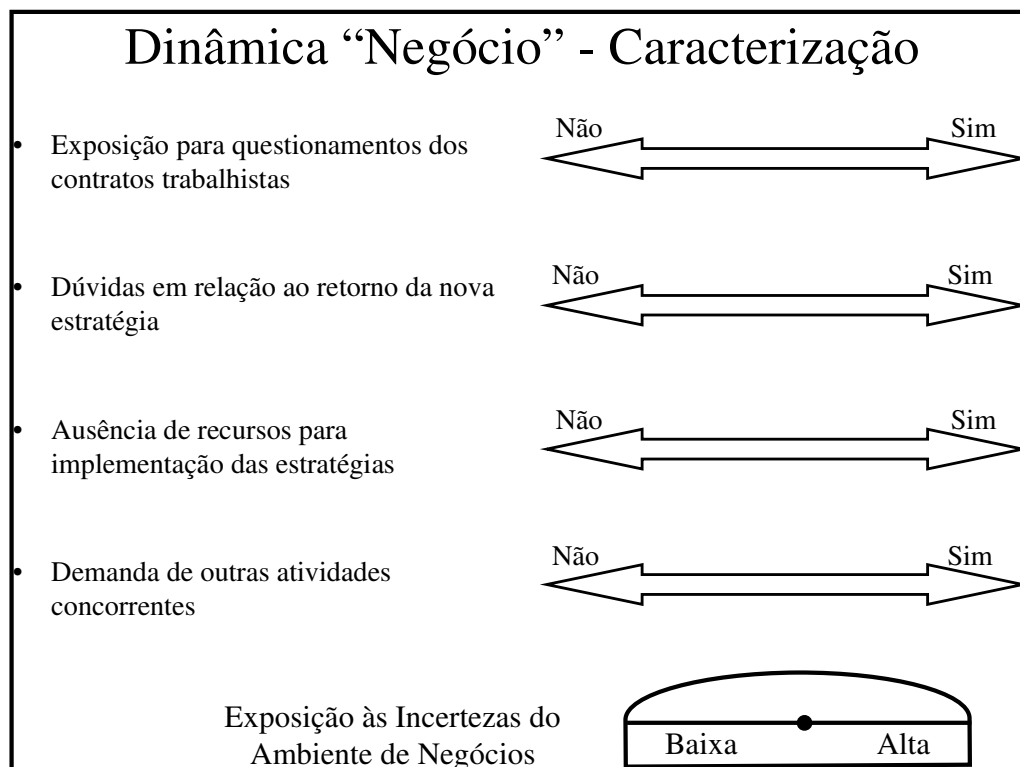 Dinâmica “Negócio” - Caracterização
Não
Sim
• Exposição para questionamentos dos
contratos trabalhistas
Não
Sim
• Dúvidas em relação ao retorno da nova
estratégia
Não
Sim
• Ausência de recursos para
implementação das estratégias
Não
Sim
• Demanda de outras atividades
concorrentes
Exposição às Incertezas do
Ambiente de Negócios
Baixa
Alta